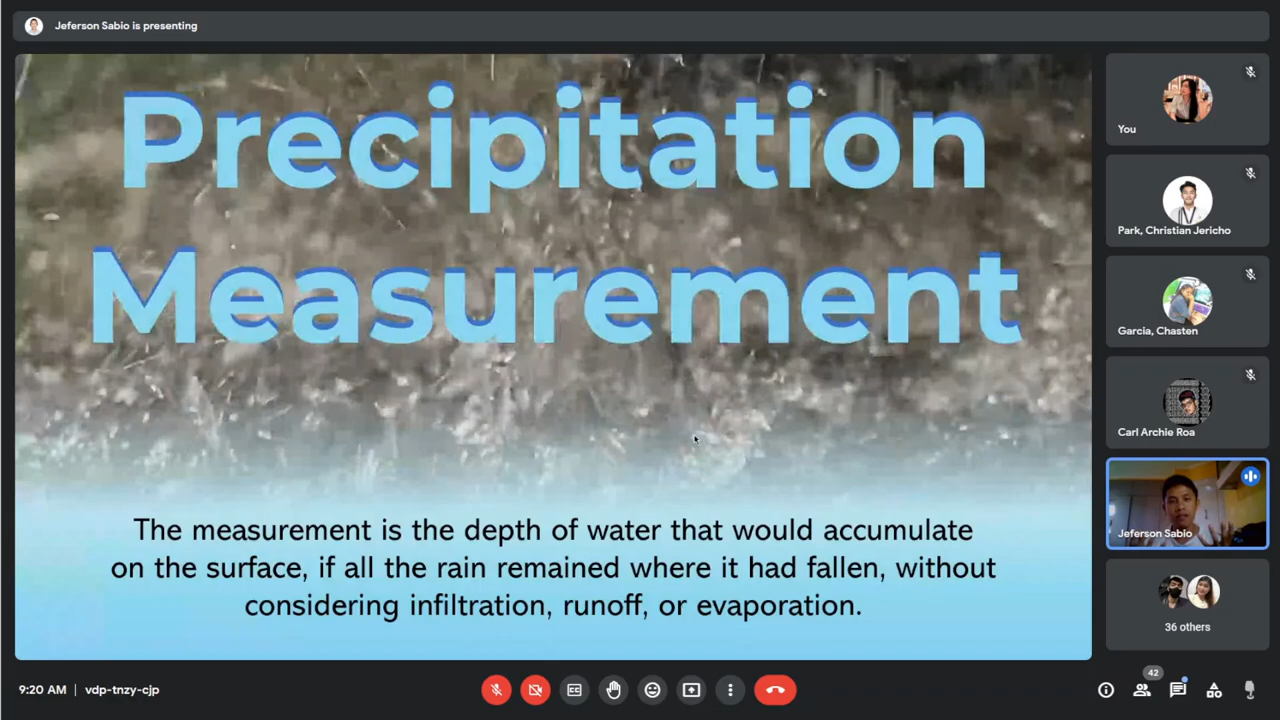 Jeferson Sabio is presenting
Precipitation
Measurement
The measurement is the depth of water that would accumulate
on the surface, if all the rain remained where it had fallen, without
considering infiltration, runoff, or evaporation.
You
Park, Christian Jericho
Garcia, Chasten
Carl Archie Roa
Jeferson Sabio
36 others
9:20 AM | vdp-tnzy-cjp
CC
42